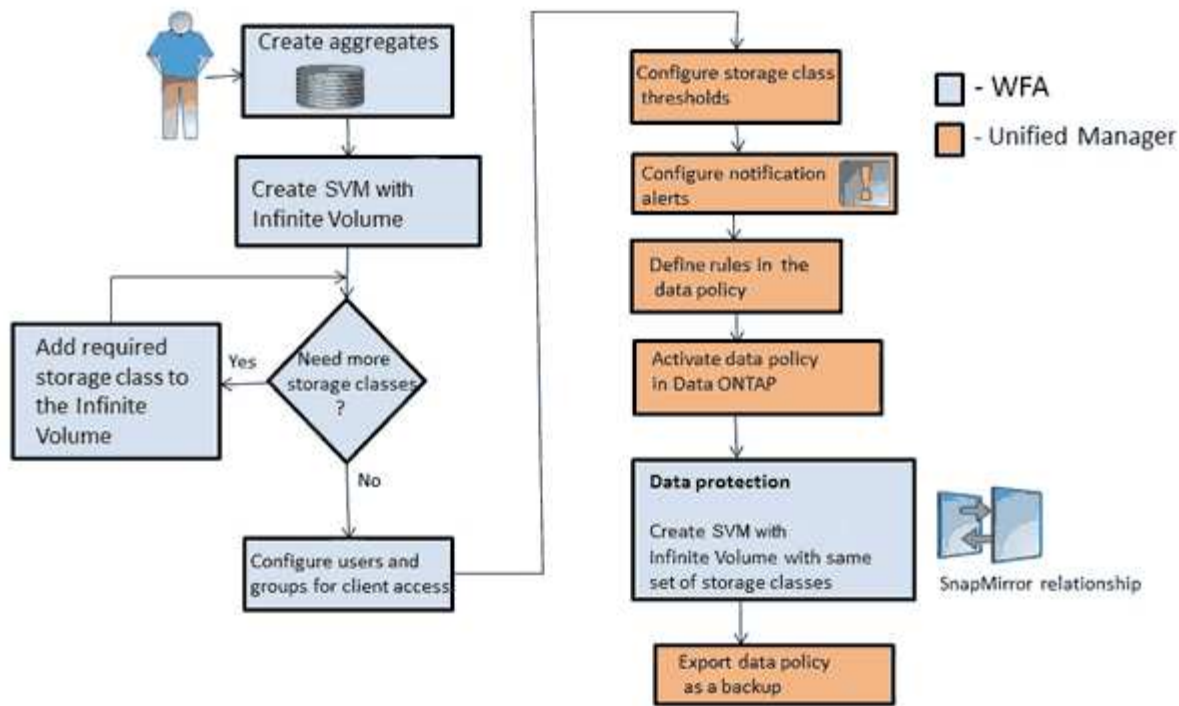 Create aggregates
Create SVM with
Infinite Volume
Add required
storage class to
the Infinite
Volume
Yes
Need more
storage classes
?
No
Configure users and
groups for client access
Configure storage class
thresholds
Configure notification
alerts
Define rules in the
data policy
Activate data policy
in Data ONTAP
Data protection
Create SVM with
Infinite Volume with same
set of storage classes
SnapMirror relationship
Export data policy
as a backup
- WFA
- Unified Manager